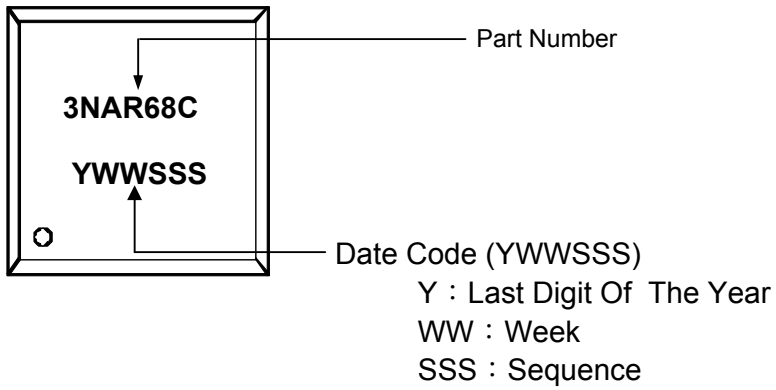 Part Number
3NAR68C
YWWSSS
Date Code (YWWSSS)
Y：Last Digit Of The Year
WW：Week
SSS：Sequence